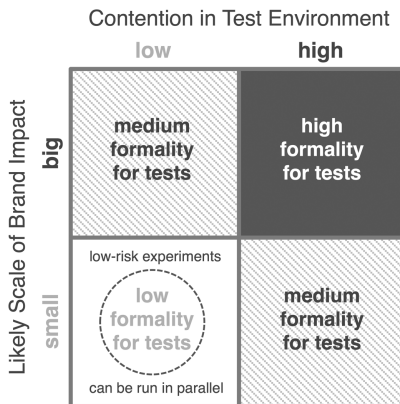 Contention in Test Environment
low high
Likely Scale of Brand Impact
big
medium
formality
for tests
high
formality
for tests
small
low-risk experiments
low
formality
for tests
can be run in parallel
medium
formality
for tests